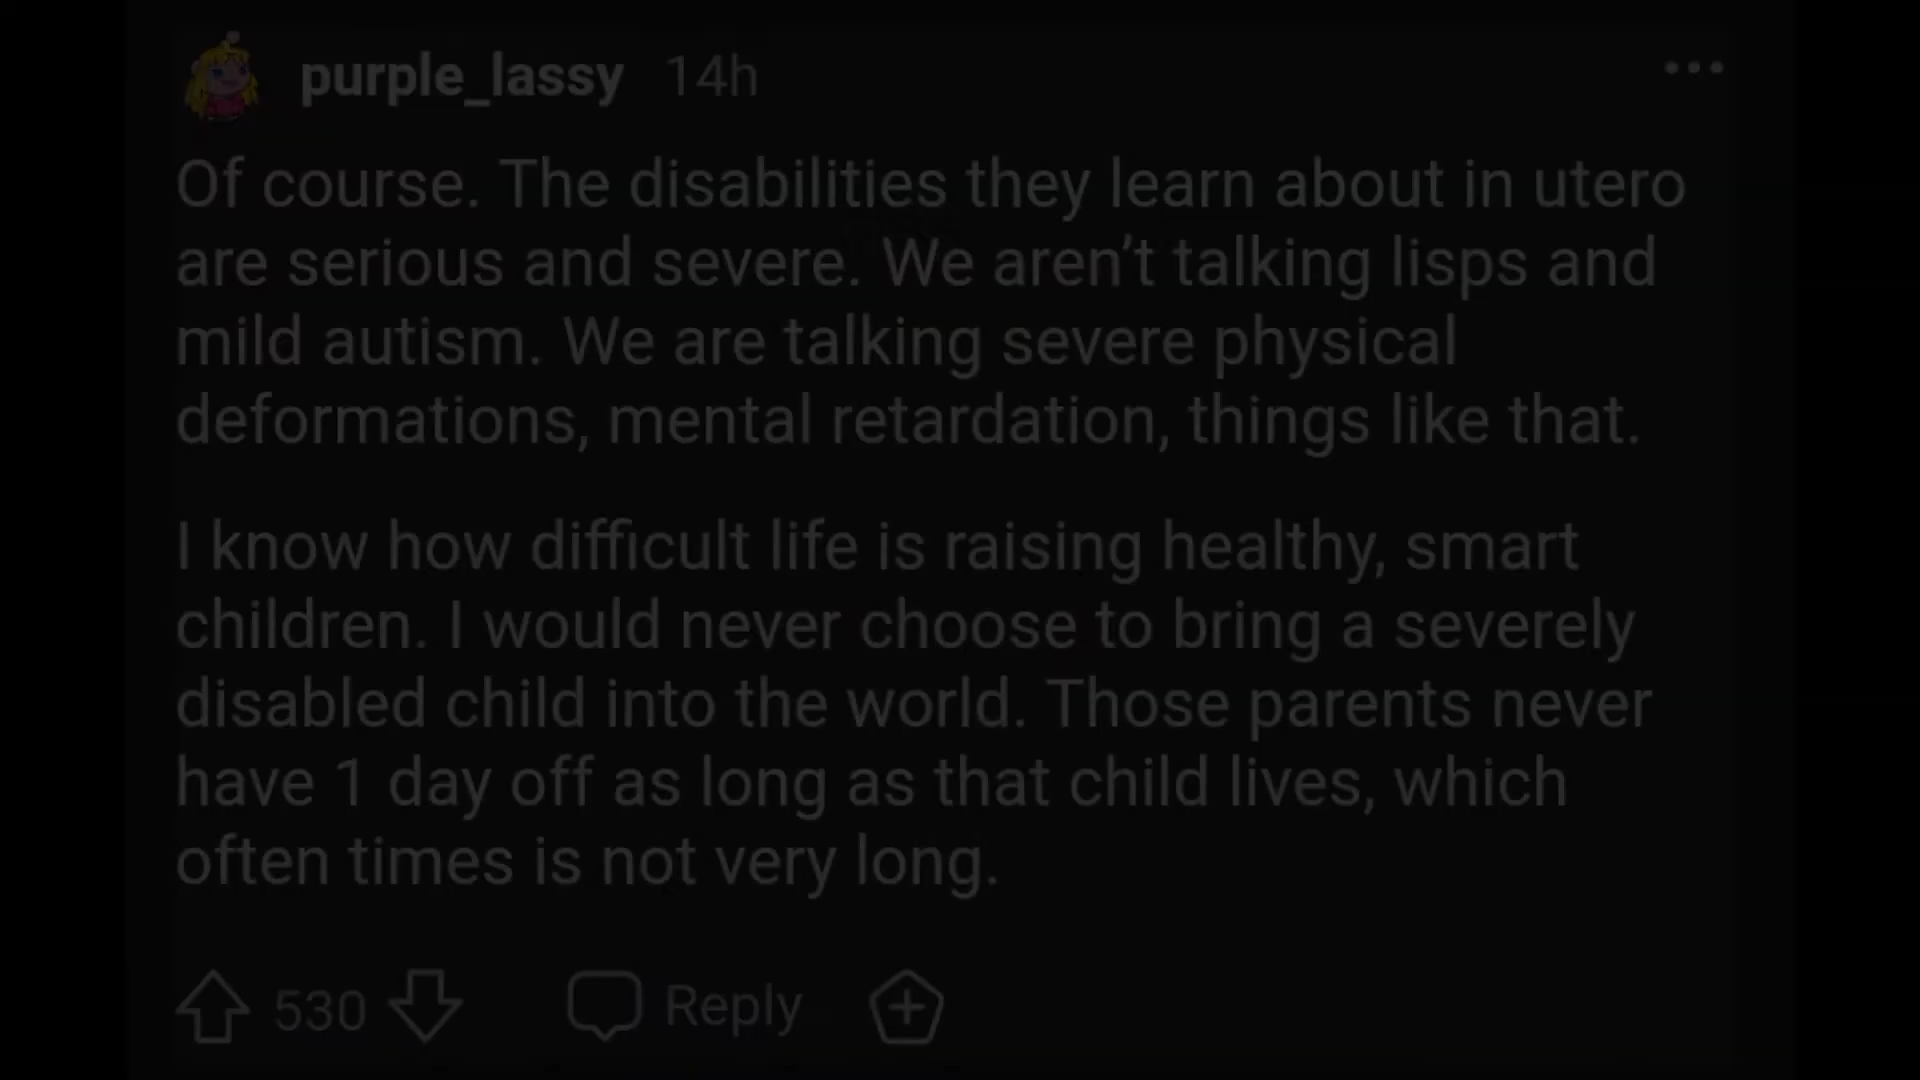 purple_lassy 14h
Of course. The disabilities they learn about in utero
are serious and severe. We aren’t talking lisps and
mild autism. We are talking severe physical
deformations, mental retardation, things like that.
I know how difficult life is raising healthy, smart
children. I would never choose to bring a severely
disabled child into the world. Those parents never
have 1 day off as long as that child lives, which
often times is not very long.
530 Reply